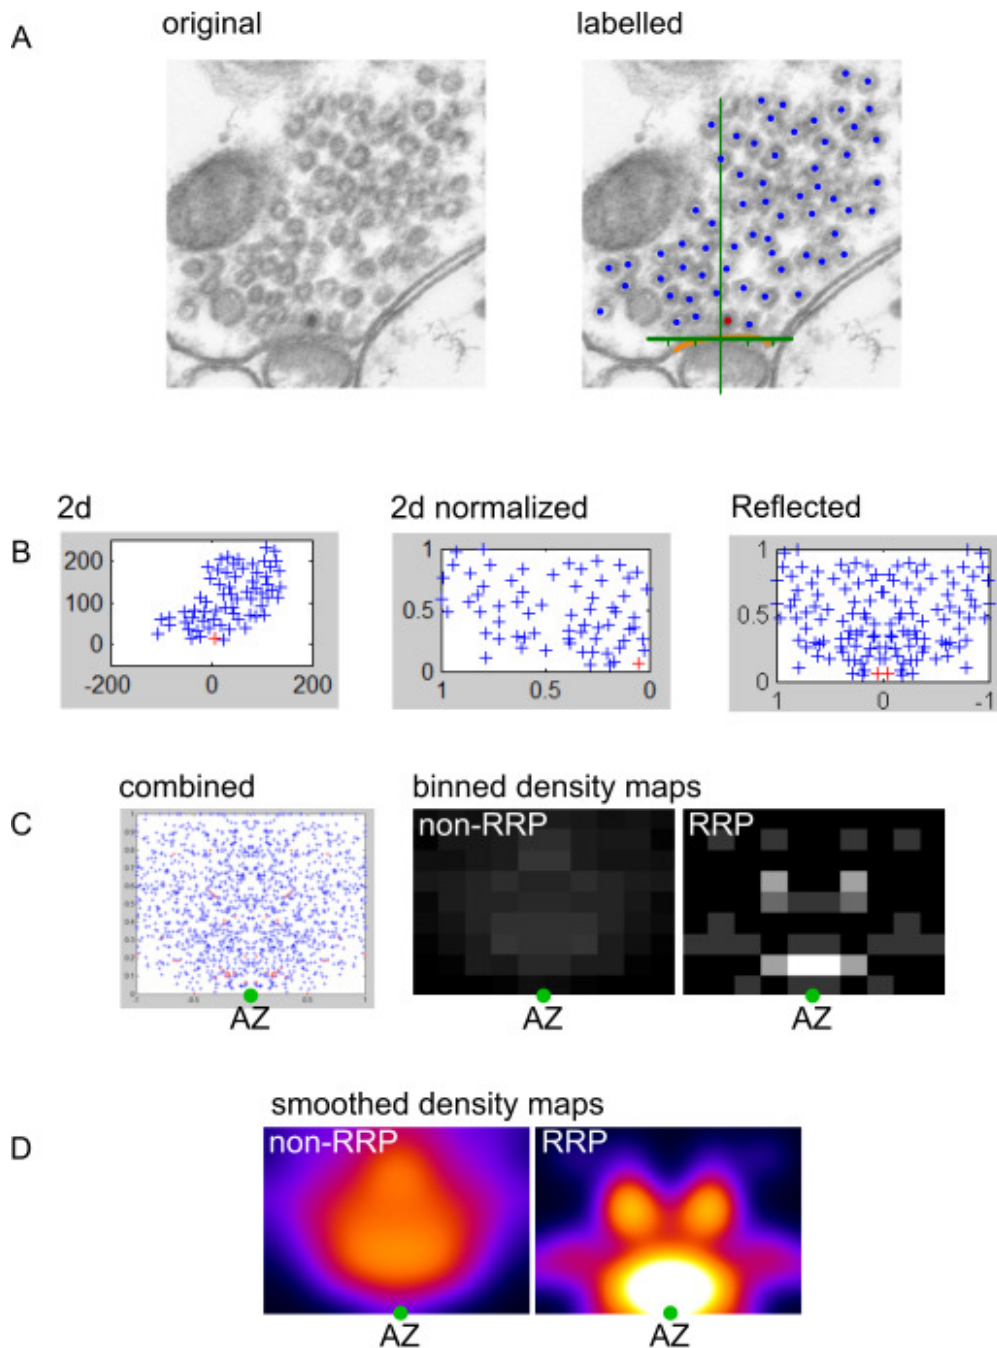 A
original
labelled
B
2d
2d normalized
Reflected
200
100
0
-200
0
200
1
0.5
0
1
0.5
0
1
0.5
0
1
0
-1
C
combined
binned density maps
non-RRP
RRP
AZ
AZ
AZ
D
smoothed density maps
non-RRP
RRP
AZ
AZ